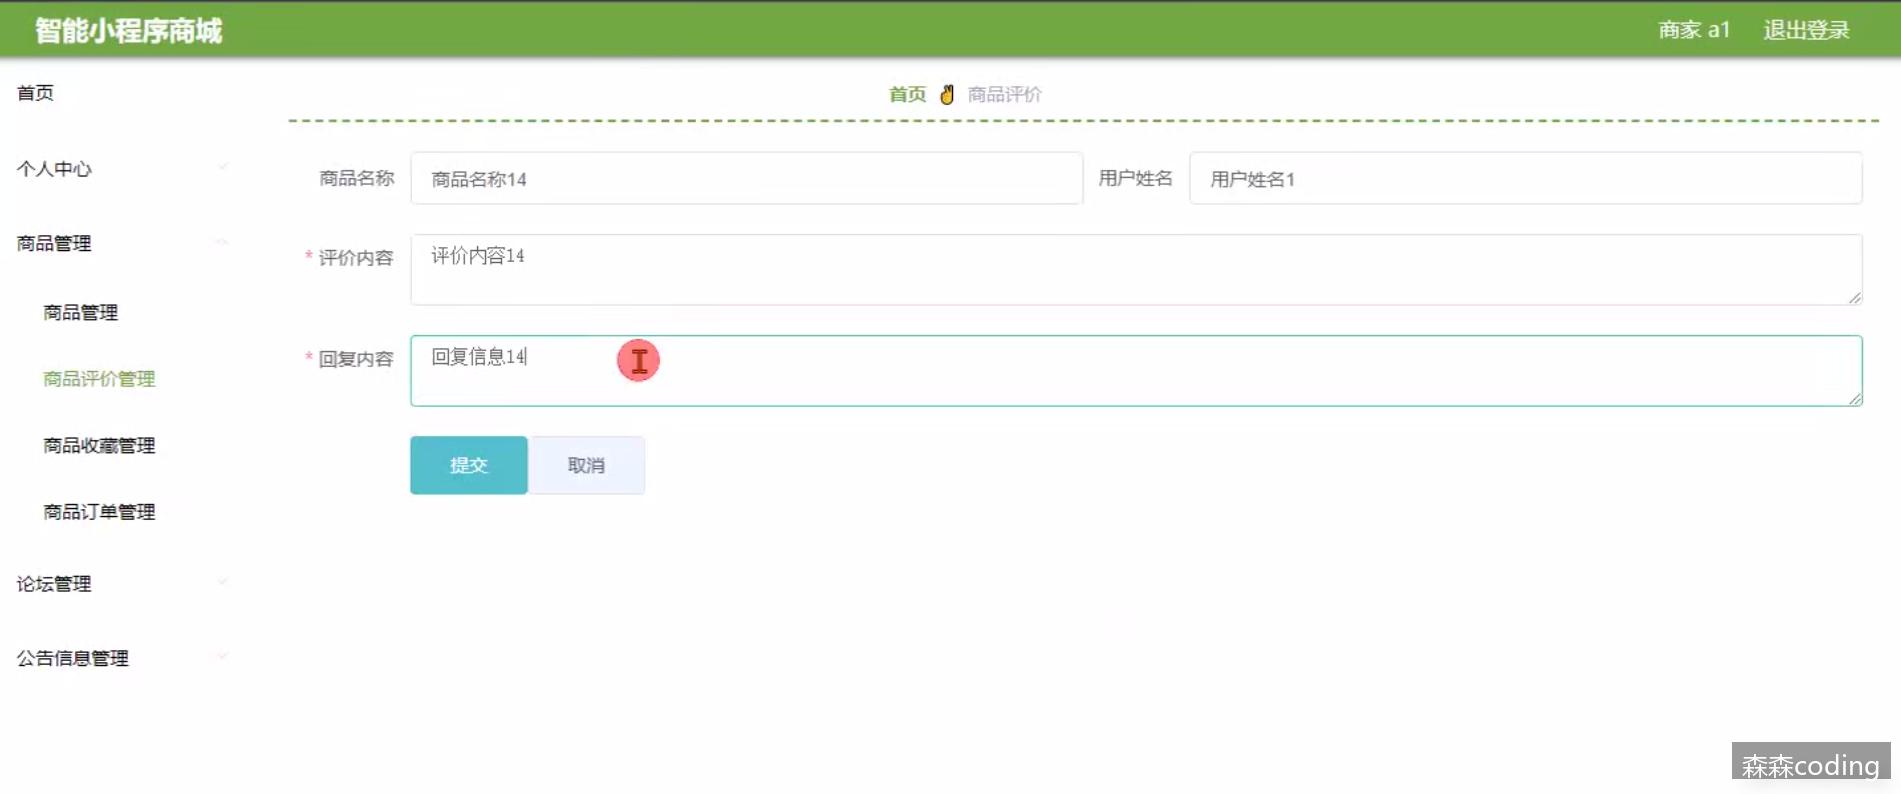 智能小程序商城
商家 a1 退出登录
首页
首页 商品评价
个人中心
商品名称 商品名称14 用户姓名 用户姓名1
商品管理
* 评价内容 评价内容14
商品管理
* 回复内容 回复信息14
商品评价管理
商品收藏管理
提交 取消
商品订单管理
论坛管理
公告信息管理
森森coding